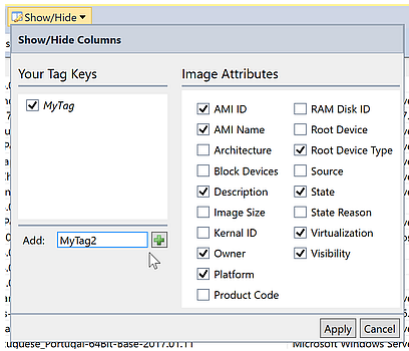 Show/Hide
Show/Hide Columns
Your Tag Keys
MyTag
Add: MyTag2
Image Attributes
AMI ID
AMI Name
Architecture
Block Devices
Description
Image Size
Kernal ID
Owner
Platform
Product Code
RAM Disk ID
Root Device
Root Device Type
Source
State
State Reason
Virtualization
Visibility
Apply Cancel
uguese_Portugal-64Bit-Base-2017.01.11 Microsoft Windows Serve